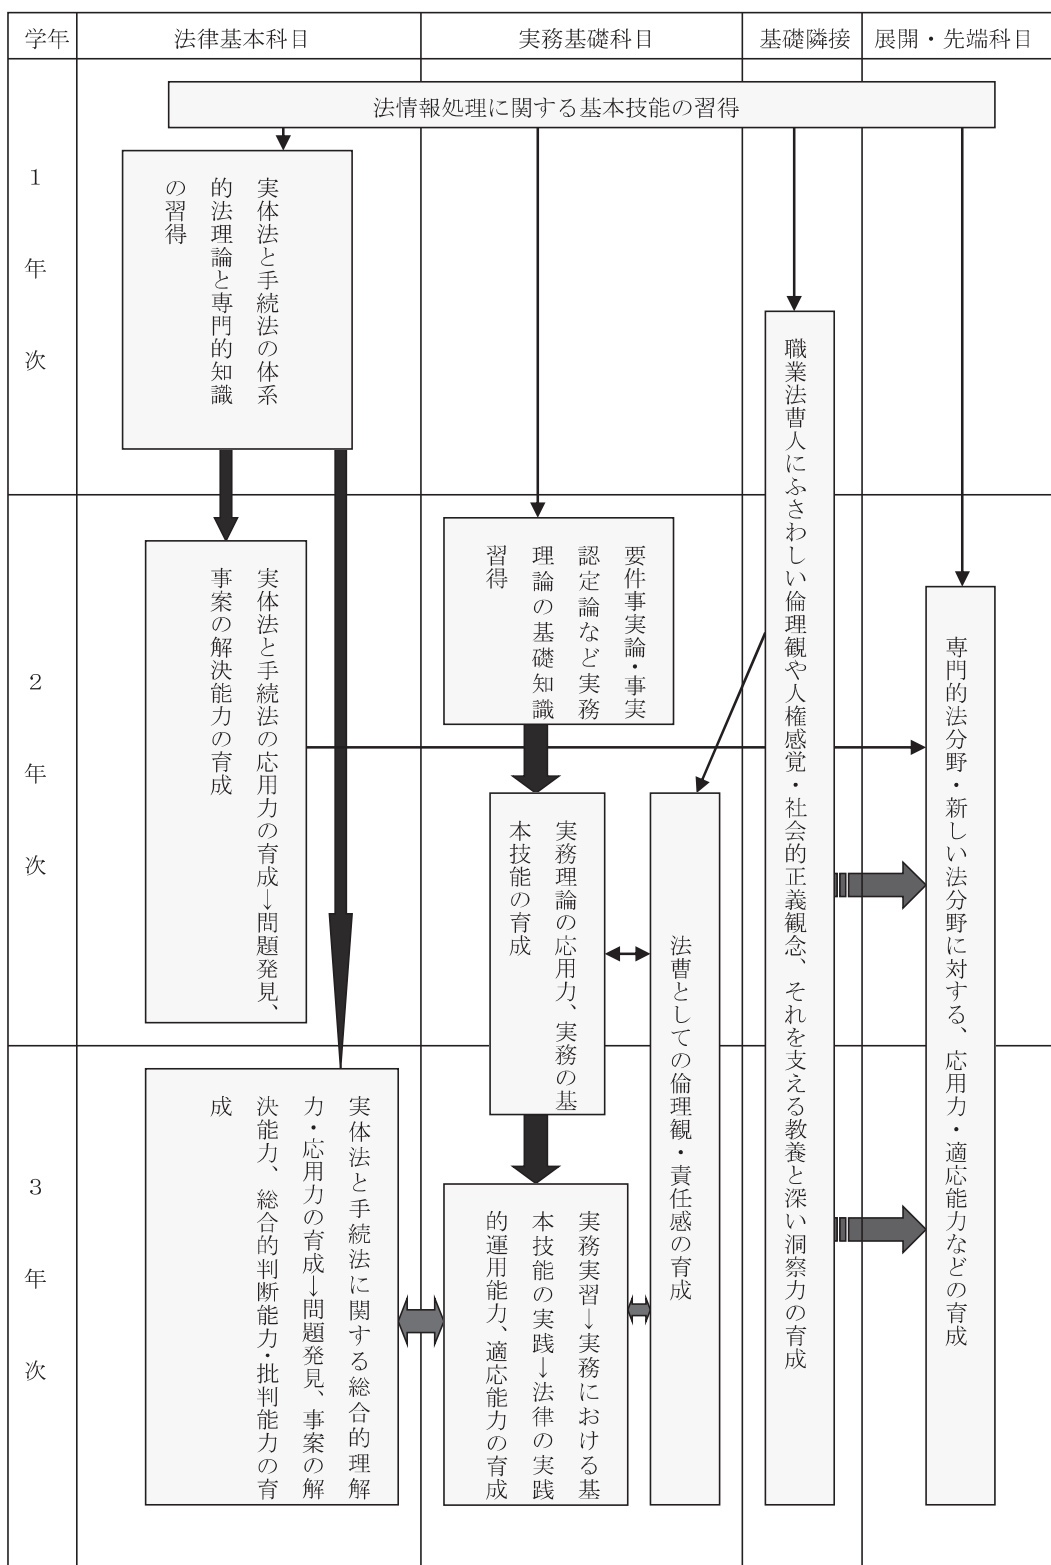 学年
法律基本科目
実務基礎科目
基礎隣接
展開・先端科目
法情報処理に関する基本技能の習得
1
年
次
実体法と手続法の体系
的法理論と専門的知識
の習得
職業法曹人にふさわしい倫理観や人権感覚・社会的正義観念、それを支える教養と深い洞察力の育成
2
年
次
実体法と手続法の応用力の育成→問題発見、
事案の解決能力の育成
要件事実論・事実
認定論など実務
理論の基礎知識
習得
専門的法分野・新しい法分野に対する、応用力・適応能力などの育成
実務理論の応用力、実務の基
本技能の育成
法曹としての倫理観・責任感の育成
3
年
次
実体法と手続法に関する総合的理解
力・応用力の育成→問題発見、事案の解
決能力、総合的判断能力・批判能力の育
成
実務実習→実務における基
本技能の実践→法律の実践
的運用能力、適応能力の育成